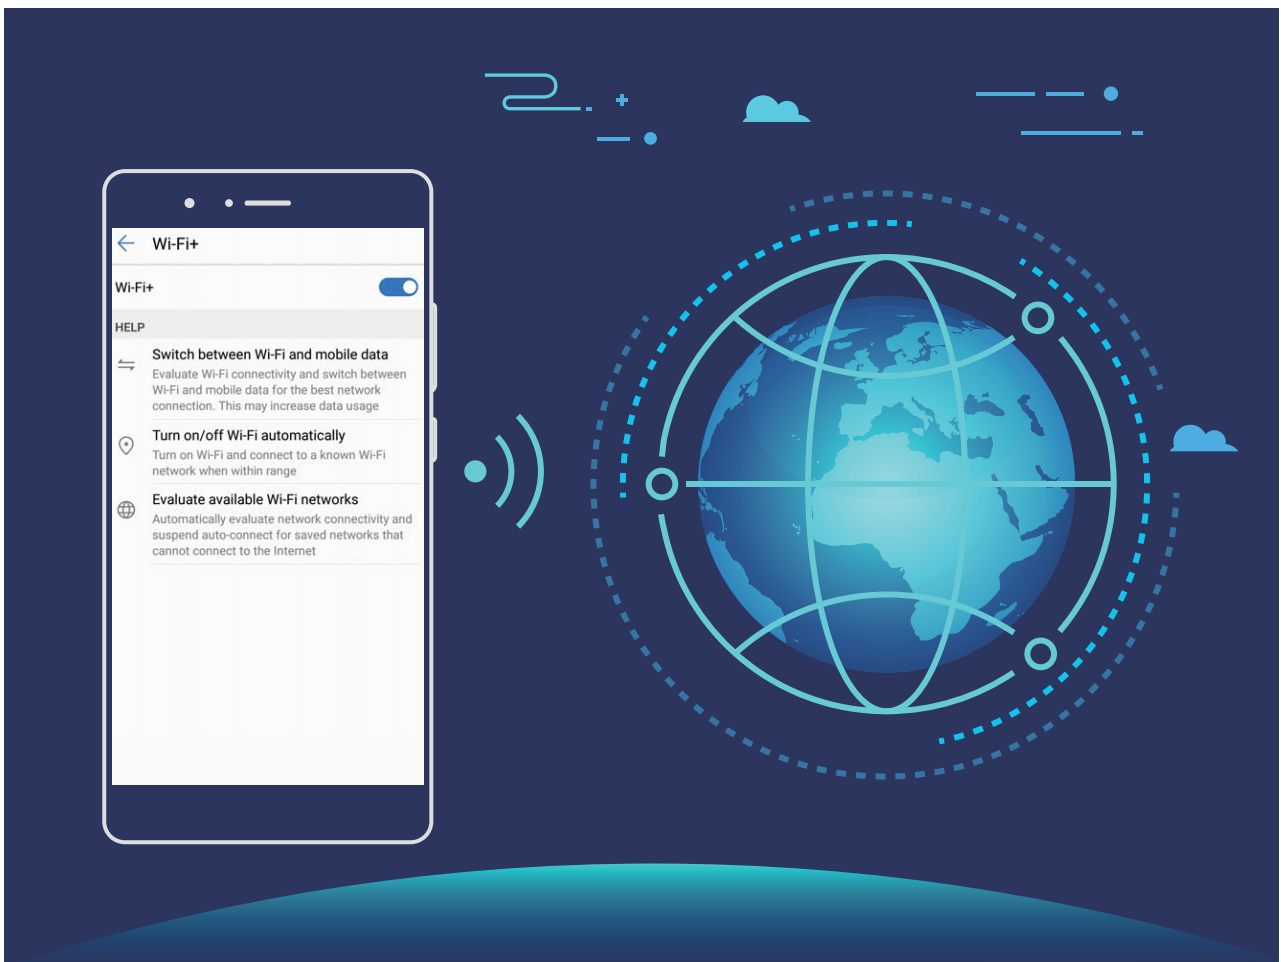 Wi-Fi+
Wi-Fi+
HELP
Switch between Wi-Fi and mobile data
Evaluate Wi-Fi connectivity and switch between
Wi-Fi and mobile data for the best network
connection. This may increase data usage
Turn on/off Wi-Fi automatically
Turn on Wi-Fi and connect to a known Wi-Fi
network when within range
Evaluate available Wi-Fi networks
Automatically evaluate network connectivity and
suspend auto-connect for saved networks that
cannot connect to the Internet